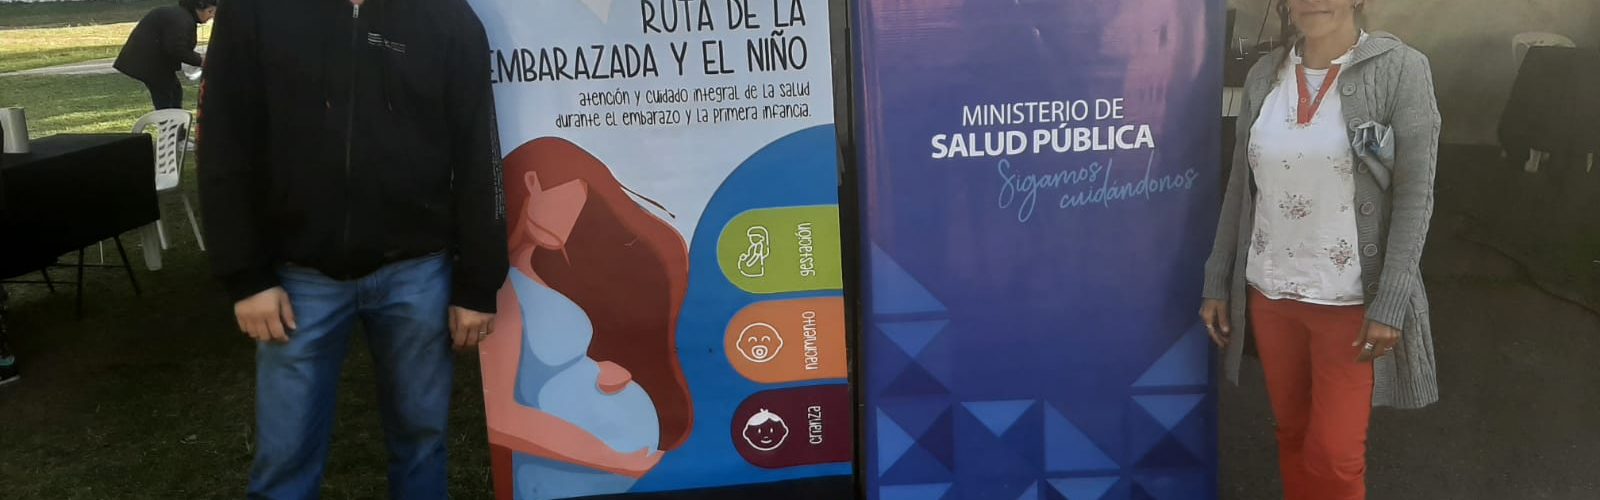 RUTA DE LA
EMBARAZADA Y EL NIÑO
atención y cuidado integral de la salud
durante el embarazo y la primera infancia.
gestación
nacimiento
crianza
MINISTERIO DE
SALUD PÚBLICA
Sigamos
cuidándonos